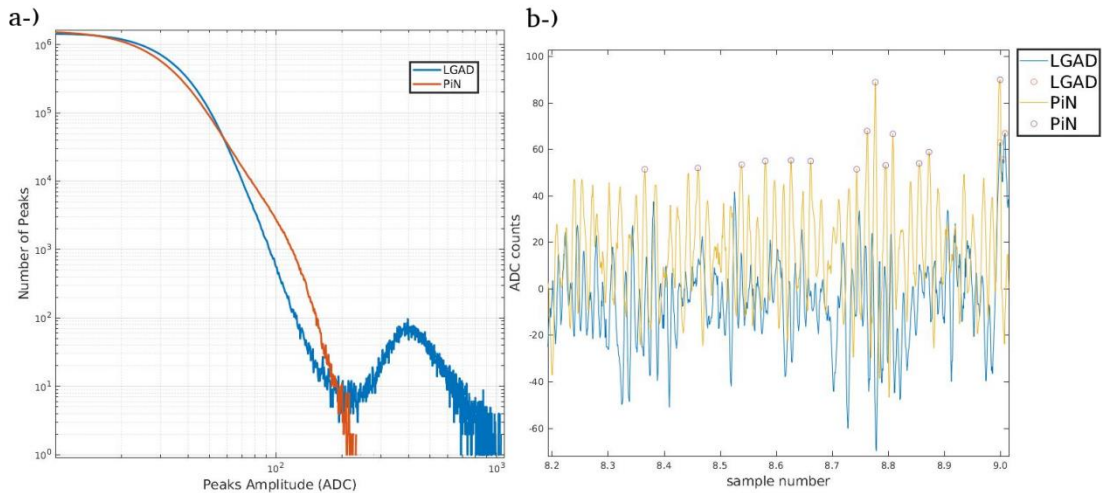 a-)
10^6
10^5
10^4
10^3
10^2
10^1
10^0
Number of Peaks
LGAD
PiN
10^2
10^3
Peaks Amplitude (ADC)
b-)
100
80
60
40
20
0
-20
-40
-60
ADC counts
8.2
8.3
8.4
8.5
8.6
8.7
8.8
8.9
9.0
sample number
LGAD
LGAD
PiN
PiN